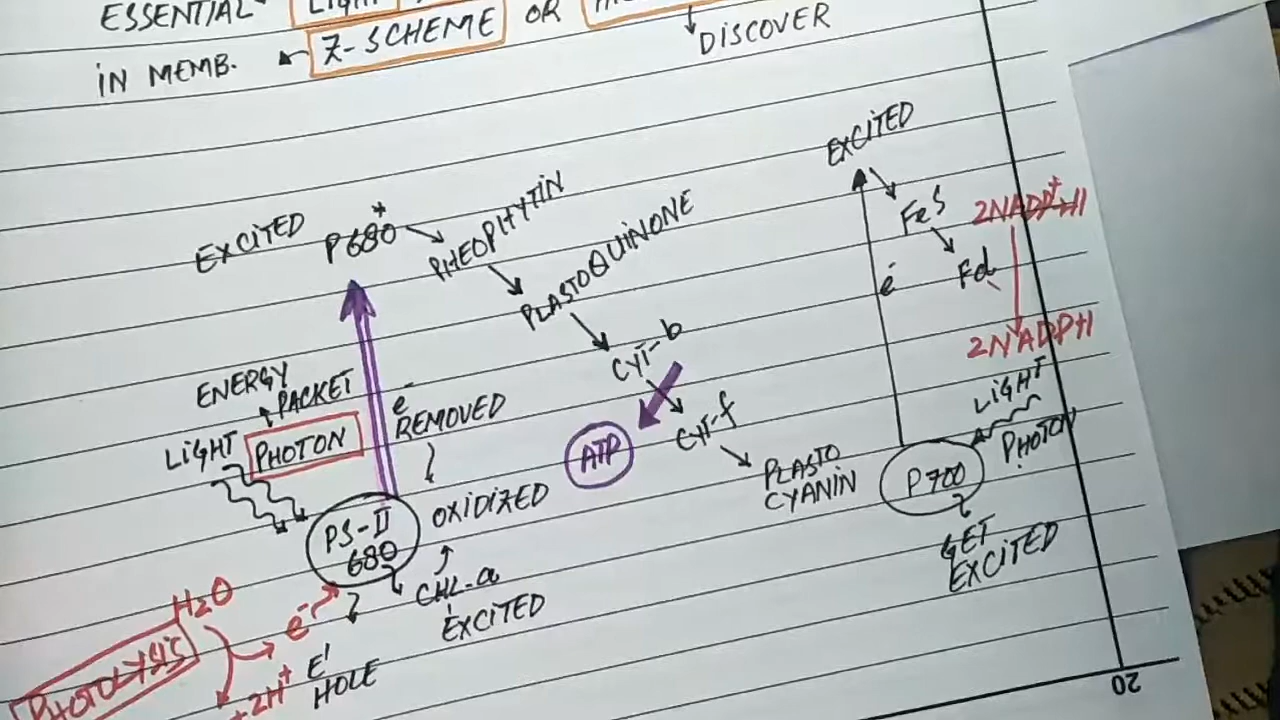 ESSENTIAL
Light
IN MEMB.
Z-SCHEME
OR
DISCOVER
EXCITED
P680*
PHEOPHYTIN
PLASTOQUINONE
CYT-b
CYT-f
PLASTO
CYANIN
ATP
ENERGY
PACKET
LIGHT
PHOTON
e-
REMOVED
OXIDIZED
PS-II
680
CHL-a
EXCITED
H2O
e-
PHOTOLYSIS
+2H+
E'
HOLE
EXCITED
FeS
Fd
2NADP+H
2NADPH
e-
LIGHT
PHOTON
P700
GET
EXCITED
20